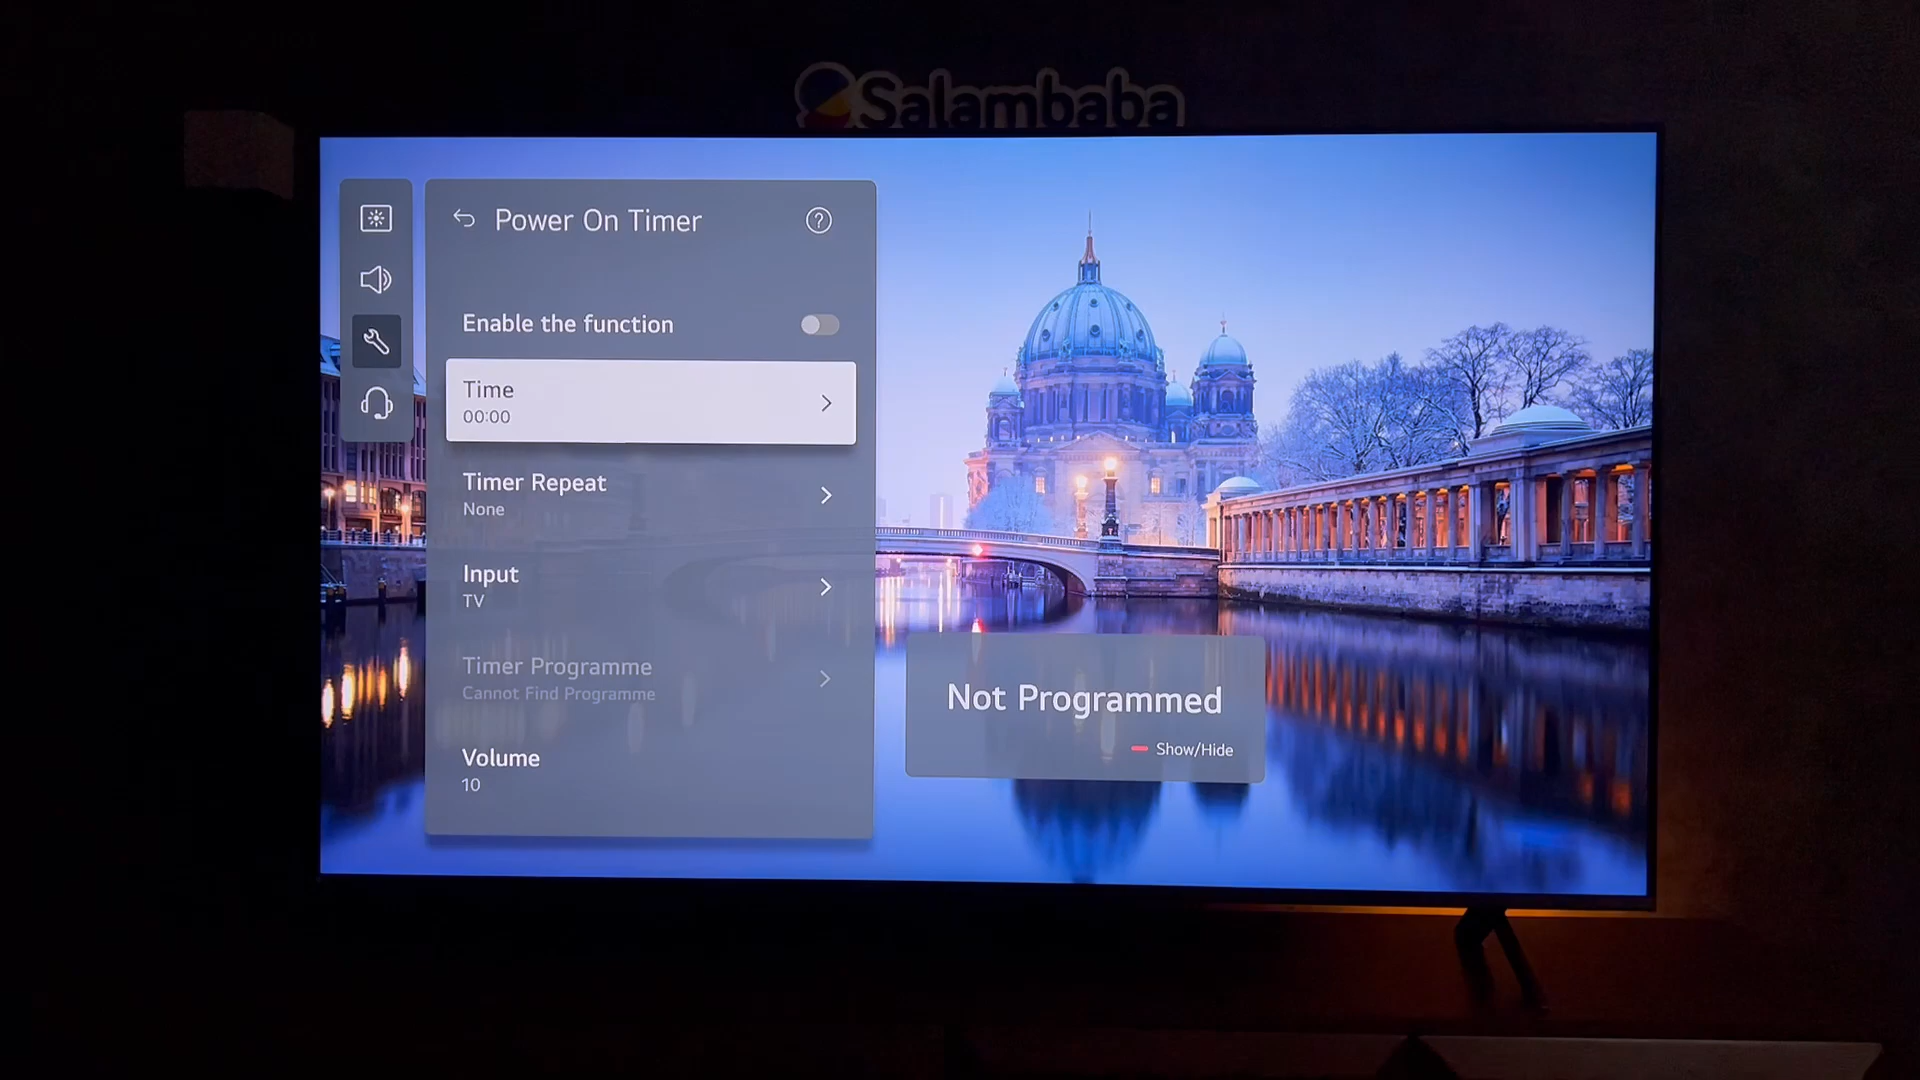 Salambaba
Power On Timer
Enable the function
Time
00:00
Timer Repeat
None
Input
TV
Timer Programme
Cannot Find Programme
Volume
10
Not Programmed
Show/Hide